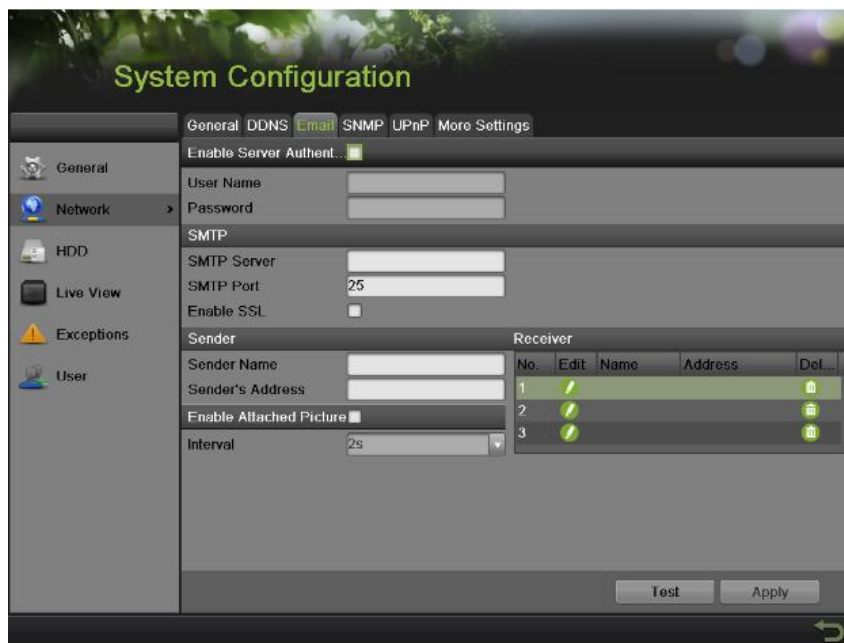 System Configuration
General DDNS Email SNMP UPnP More Settings
General
Network
HDD
Live View
Exceptions
User
Enable Server Authent...
User Name
Password
SMTP
SMTP Server
SMTP Port 25
Enable SSL
Sender
Sender Name
Sender's Address
Enable Attached Picture
Interval 2s
Receiver
No. Edit Name Address Del...
1
2
3
Test Apply